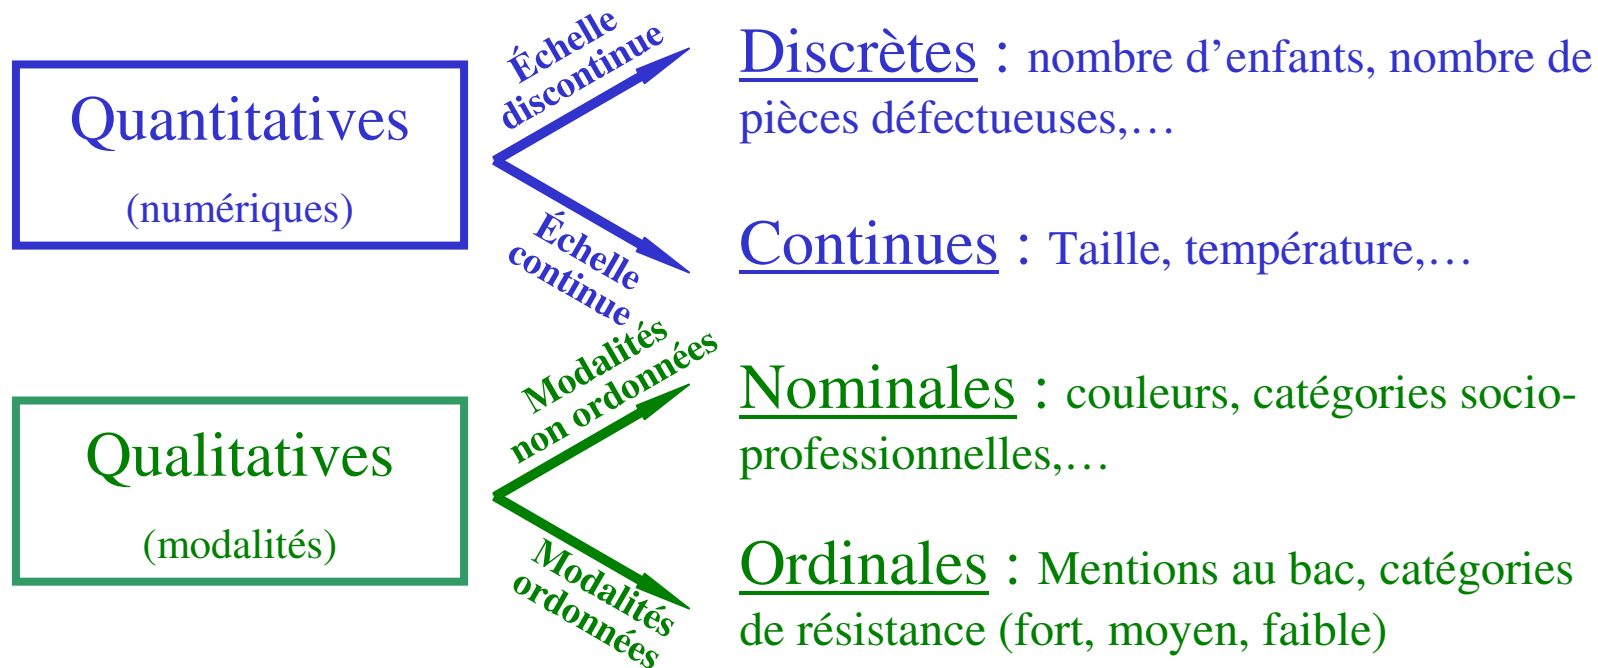 Quantitatives
(numériques)
Échelle
discontinue
Discrètes : nombre d’enfants, nombre de
pièces défectueuses,…
Échelle
continue
Continues : Taille, température,…
Qualitatives
(modalités)
Modalités
non ordonnées
Nominales : couleurs, catégories socio-
professionnelles,…
Modalités
ordonnées
Ordinales : Mentions au bac, catégories
de résistance (fort, moyen, faible)